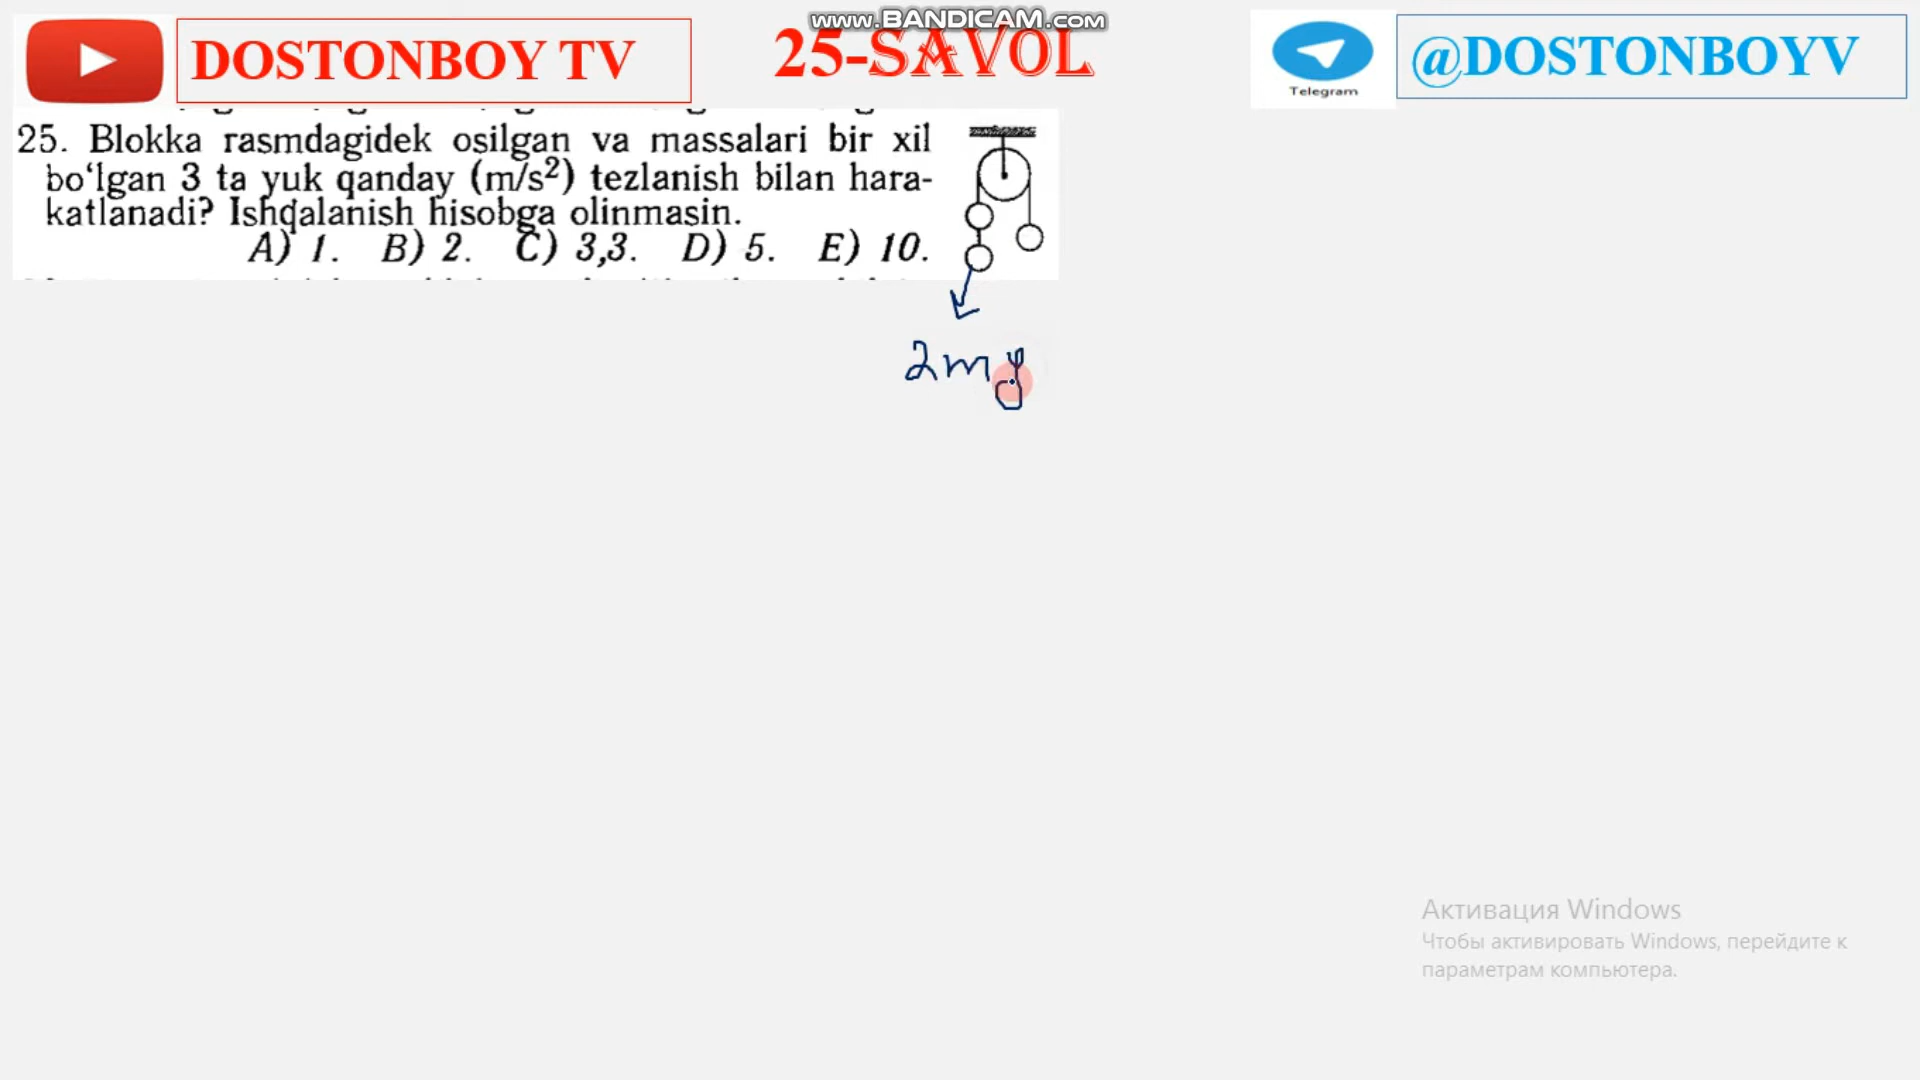 www.BANDICAM.com
DOSTONBOY TV
25-SAVOL
Telegram
@DOSTONBOYV
25. Blokka rasmdagidek osilgan va massalari bir xil
bo‘lgan 3 ta yuk qanday (m/s²) tezlanish bilan hara-
katlanadi? Ishqalanish hisobga olinmasin.
A) 1. B) 2. C) 3,3. D) 5. E) 10.
2mg
Активация Windows
Чтобы активировать Windows, перейдите к
параметрам компьютера.